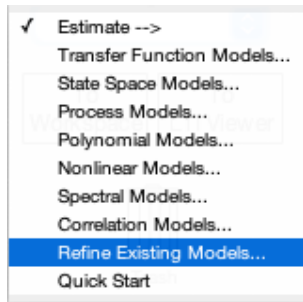 ✓ Estimate -->
Transfer Function Models...
State Space Models...
Process Models...
Polynomial Models...
Nonlinear Models...
Spectral Models...
Correlation Models...
Refine Existing Models...
Quick Start